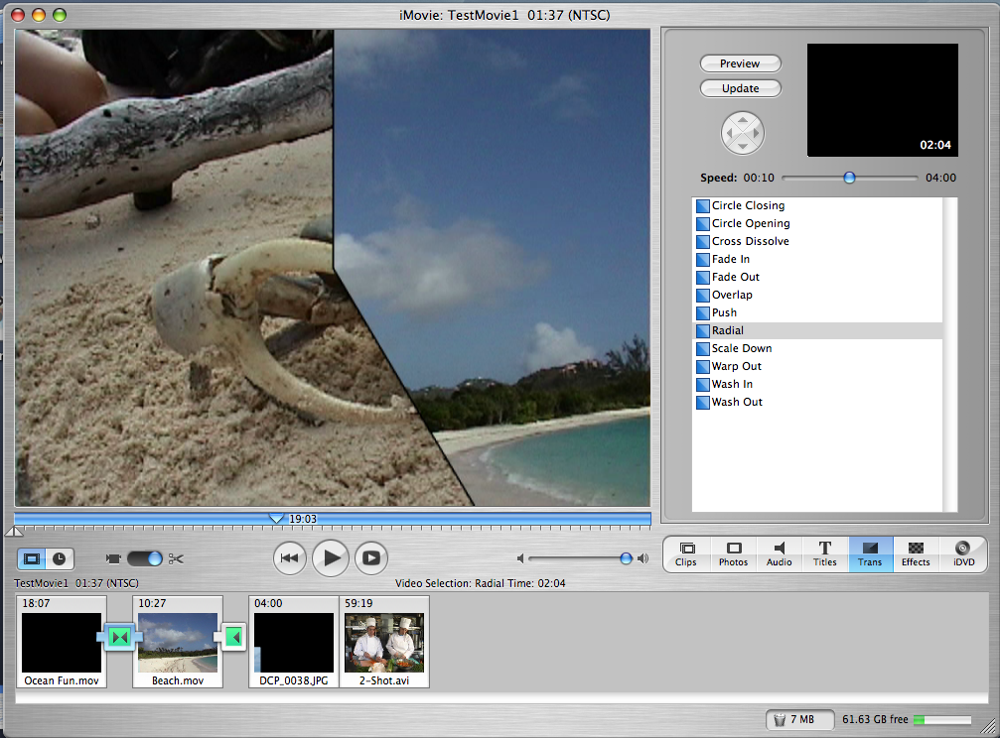 iMovie: TestMovie1 01:37 (NTSC)
Preview
Update
02:04
Speed: 00:10 04:00
Circle Closing
Circle Opening
Cross Dissolve
Fade In
Fade Out
Overlap
Push
Radial
Scale Down
Warp Out
Wash In
Wash Out
19:03
Clips Photos Audio Titles Trans Effects iDVD
TestMovie1 01:37 (NTSC) Video Selection: Radial Time: 02:04
18:07 10:27 04:00 59:19
Ocean Fun.mov Beach.mov DCP_0038.JPG 2-Shot.avi
7 MB 61.63 GB free